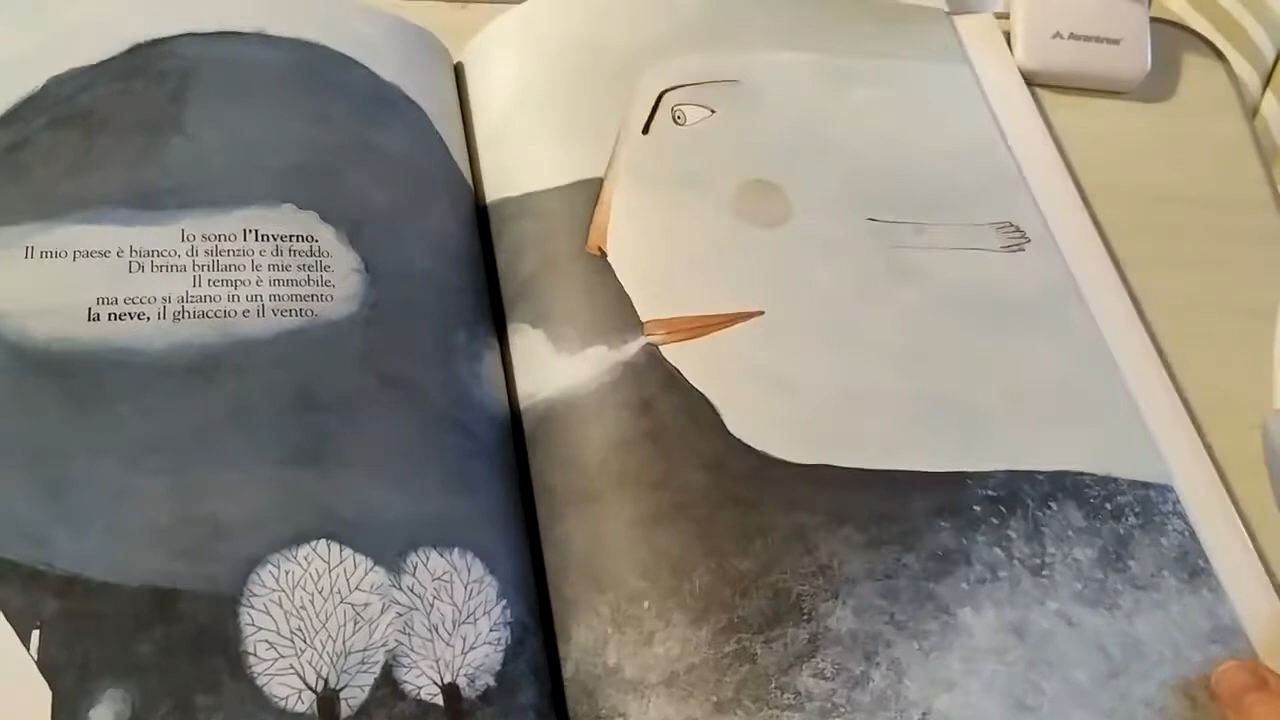 Io sono l'Inverno.
Il mio paese è bianco, di silenzio e di freddo.
Di brina brillano le mie stelle.
Il tempo è immobile,
ma ecco si alzano in un momento
la neve, il ghiaccio e il vento.